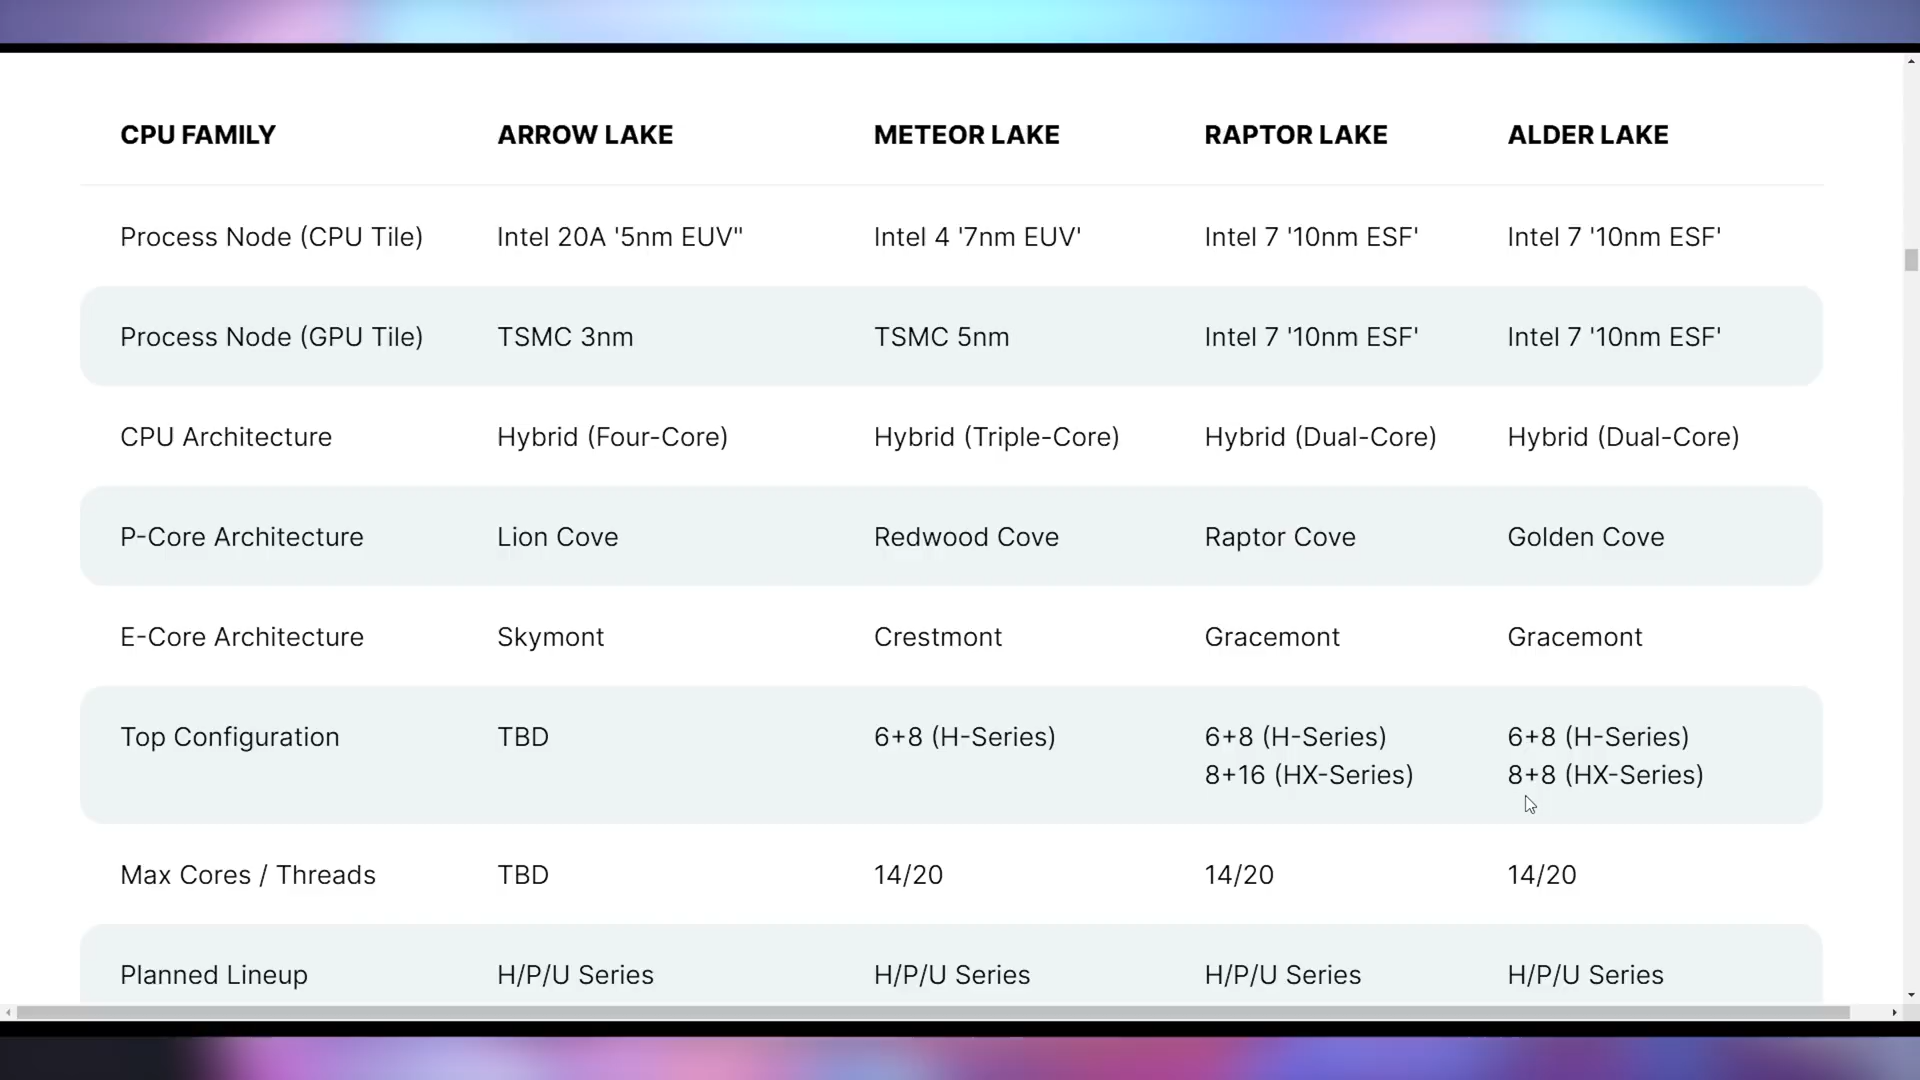 CPU FAMILY ARROW LAKE METEOR LAKE RAPTOR LAKE ALDER LAKE
Process Node (CPU Tile) Intel 20A '5nm EUV" Intel 4 '7nm EUV' Intel 7 '10nm ESF' Intel 7 '10nm ESF'
Process Node (GPU Tile) TSMC 3nm TSMC 5nm Intel 7 '10nm ESF' Intel 7 '10nm ESF'
CPU Architecture Hybrid (Four-Core) Hybrid (Triple-Core) Hybrid (Dual-Core) Hybrid (Dual-Core)
P-Core Architecture Lion Cove Redwood Cove Raptor Cove Golden Cove
E-Core Architecture Skymont Crestmont Gracemont Gracemont
Top Configuration TBD 6+8 (H-Series) 6+8 (H-Series) 6+8 (H-Series)
8+16 (HX-Series) 8+8 (HX-Series)
Max Cores / Threads TBD 14/20 14/20 14/20
Planned Lineup H/P/U Series H/P/U Series H/P/U Series H/P/U Series